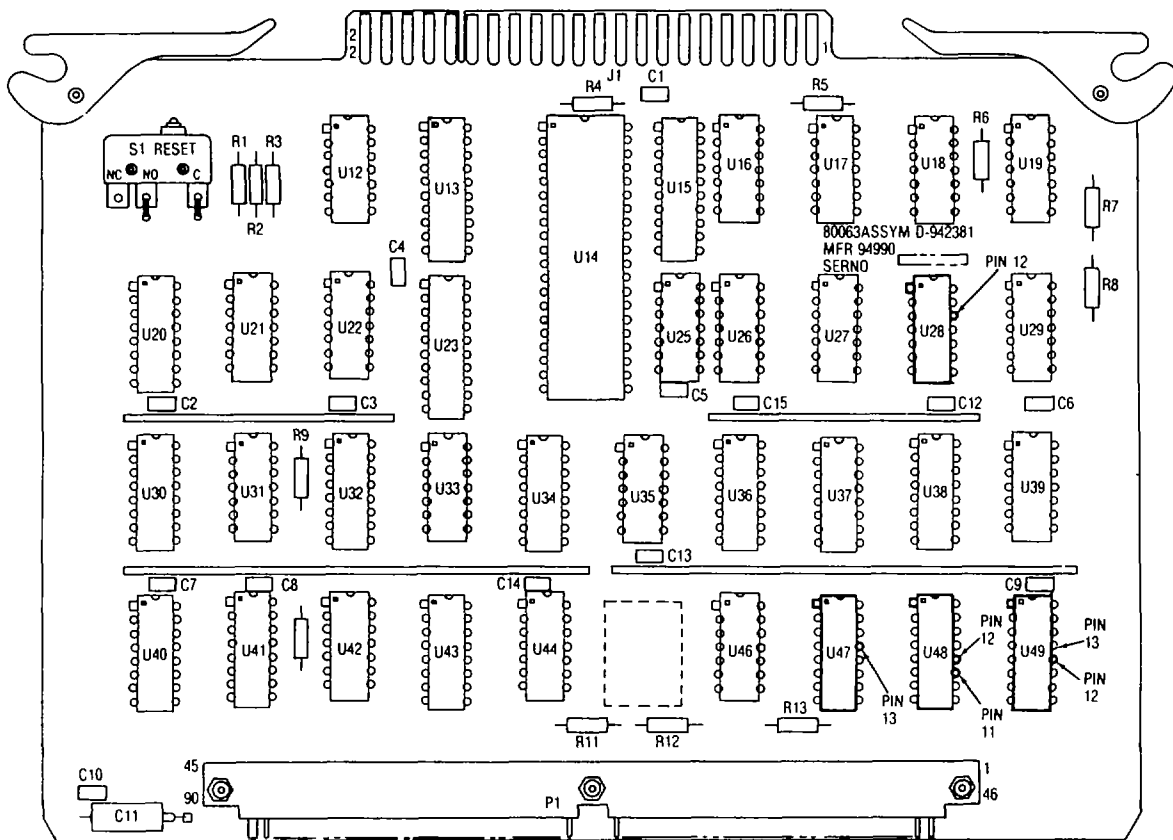 2
2
1
J1
C1
R4
R5
R6
S1 RESET
NC NO C
R1 R3
R2
U12
U13
U14
U15
U16
U17
U18
U19
R7
80063ASSYM D-942381
MFR 94990
SERNO
PIN 12
C4
R8
U20
U21
U22
U23
U25
U26
U27
U28
U29
C2
C3
C5
C15
C12
C6
R9
U30
U31
U32
U33
U34
U35
U36
U37
U38
U39
C13
C7
C8
C14
C9
U40
U41
U42
U43
U44
U46
U47
U48
U49
PIN
12
PIN
13
PIN
12
PIN
13
PIN
11
R11
R12
R13
45
1
C10
90
P1
46
C11